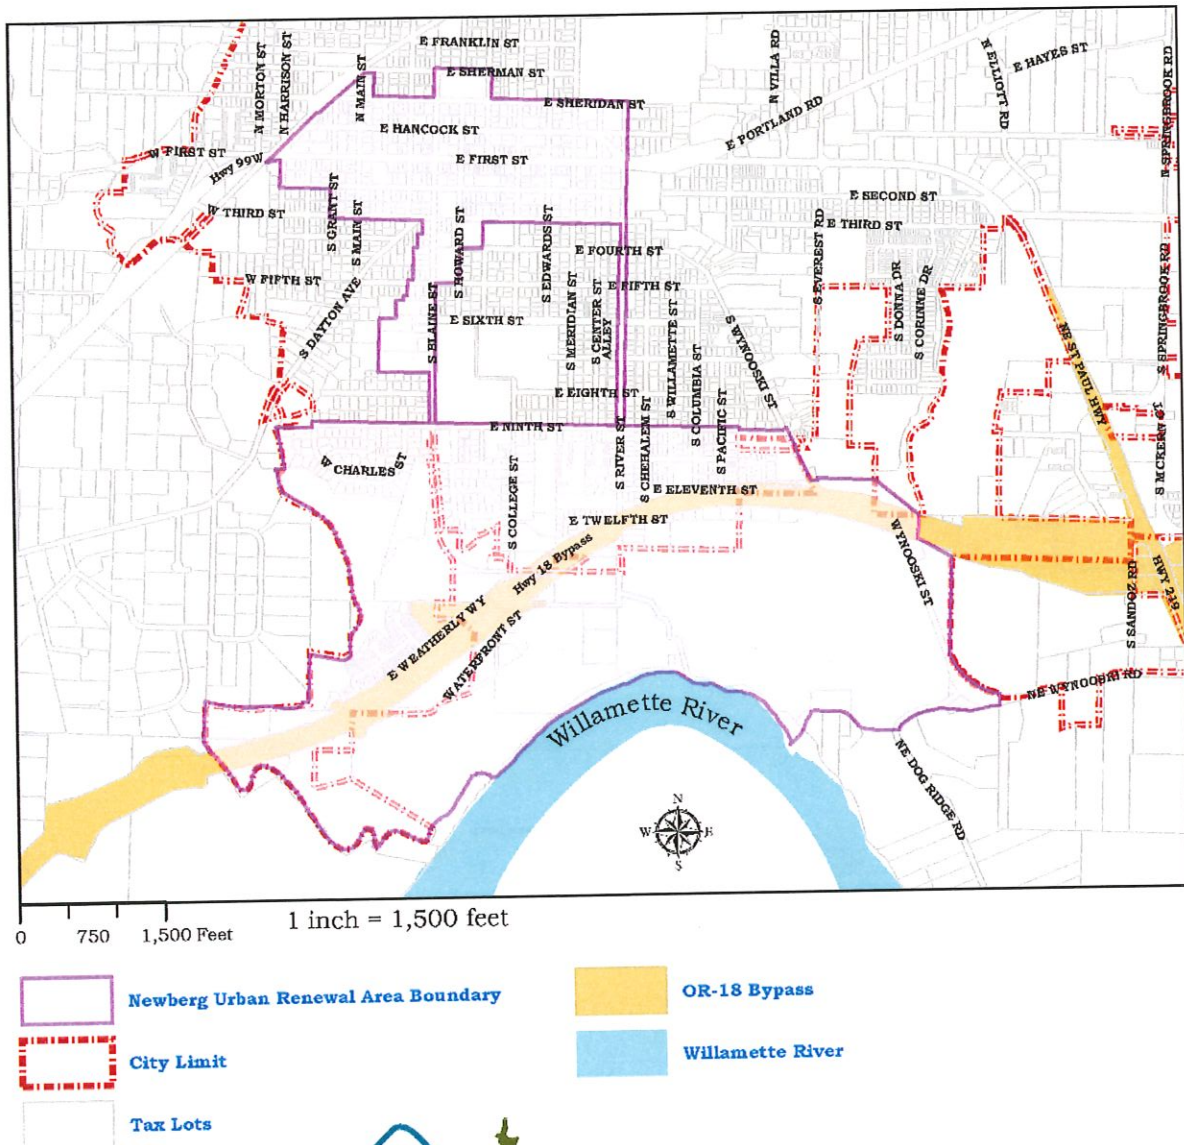 E FRANKLIN ST
N VILLA RD
N ELLIOTT RD
E HAYES ST
N SPRINGBROOK RD
N MORTON ST
N HARRISON ST
N MAIN ST
E SHERMAN ST
E SHERIDAN ST
E PORTLAND RD
E HANCOCK ST
W FIRST ST
Hwy 99W
E FIRST ST
E SECOND ST
W THIRD ST
S GRANT ST
S MAIN ST
E THIRD ST
S EVEREST RD
S HOWARD ST
S EDWARDS ST
E FOURTH ST
W FIFTH ST
E FIFTH ST
S DONNA DR
S CORINNE DR
S SPRINGBROOK RD
S DAYTON AVE
S BLAINE ST
E SIXTH ST
S MERIDIAN ST
S CENTER ST
ALLEY
S WILLAMETTE ST
S COLUMBIA ST
S WYNOOSKI ST
NE ST PAUL HWY
E EIGHTH ST
S PACIFIC ST
S CHEHALEM ST
S RIVER ST
E NINTH ST
S MCKERN ST
W CHARLES ST
S COLLEGE ST
E ELEVENTH ST
E TWELFTH ST
Hwy 18 Bypass
WYNOOSKI ST
HWY 219
S SANDOZ RD
E WEATHERLY WY
WATERFRONT ST
NE WYNOOSKI RD
Willamette River
NE DOG RIDGE RD
N
W E
S
0 750 1,500 Feet
1 inch = 1,500 feet
Newberg Urban Renewal Area Boundary
OR-18 Bypass
City Limit
Willamette River
Tax Lots